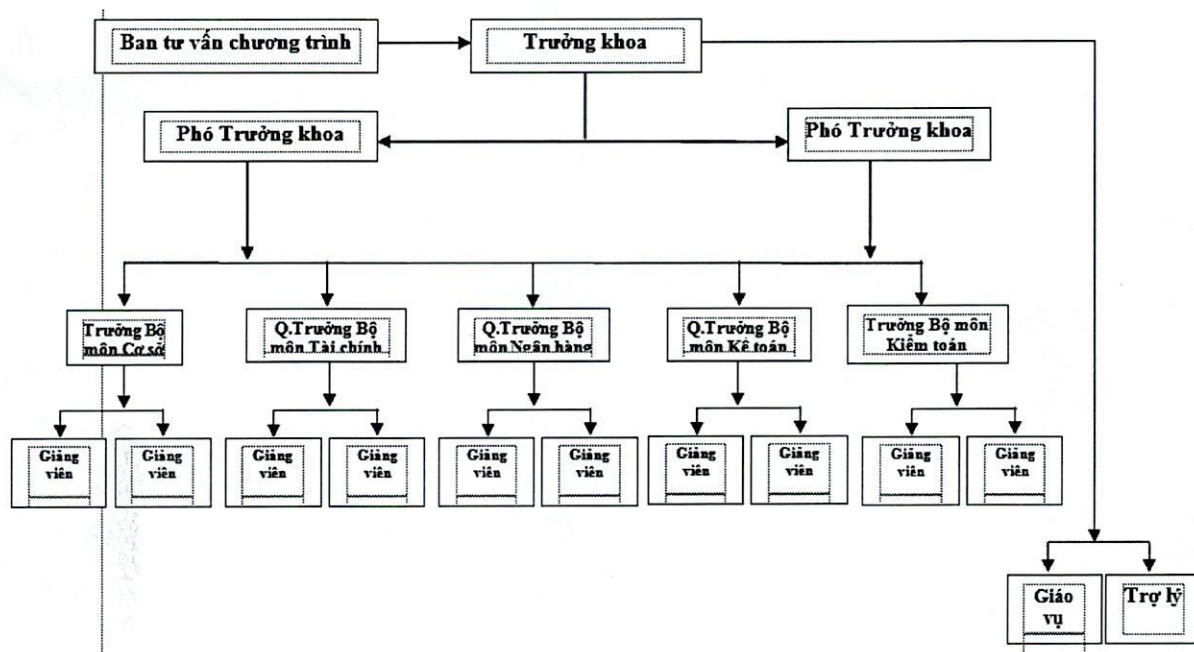 Ban tư vấn chương trình
Trưởng khoa
Phó Trưởng khoa
Phó Trưởng khoa
Trưởng Bộ
môn Cơ sở
Q.Trưởng Bộ
môn Tài chính
Q.Trưởng Bộ
môn Ngân hàng
Q.Trưởng Bộ
môn Kế toán
Trưởng Bộ môn
Kiểm toán
Giảng
viên
Giảng
viên
Giảng
viên
Giảng
viên
Giảng
viên
Giảng
viên
Giảng
viên
Giảng
viên
Giảng
viên
Giảng
viên
Giáo
vụ
Trợ lý